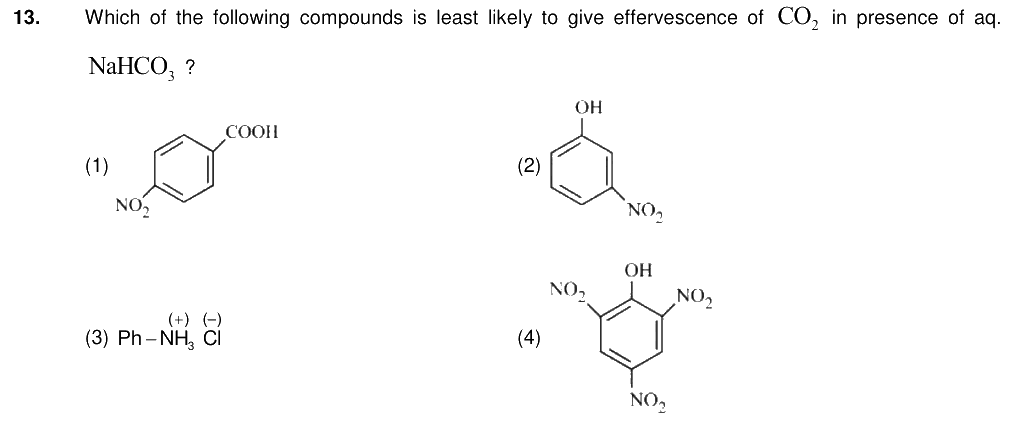 13. Which of the following compounds is least likely to give effervescence of CO₂ in presence of aq.
NaHCO₃ ?
(1) COOH
NO₂
(2) OH
NO₂
(3) Ph–NH₃ Cl
(+) (–)
(4) OH
NO₂ NO₂
NO₂